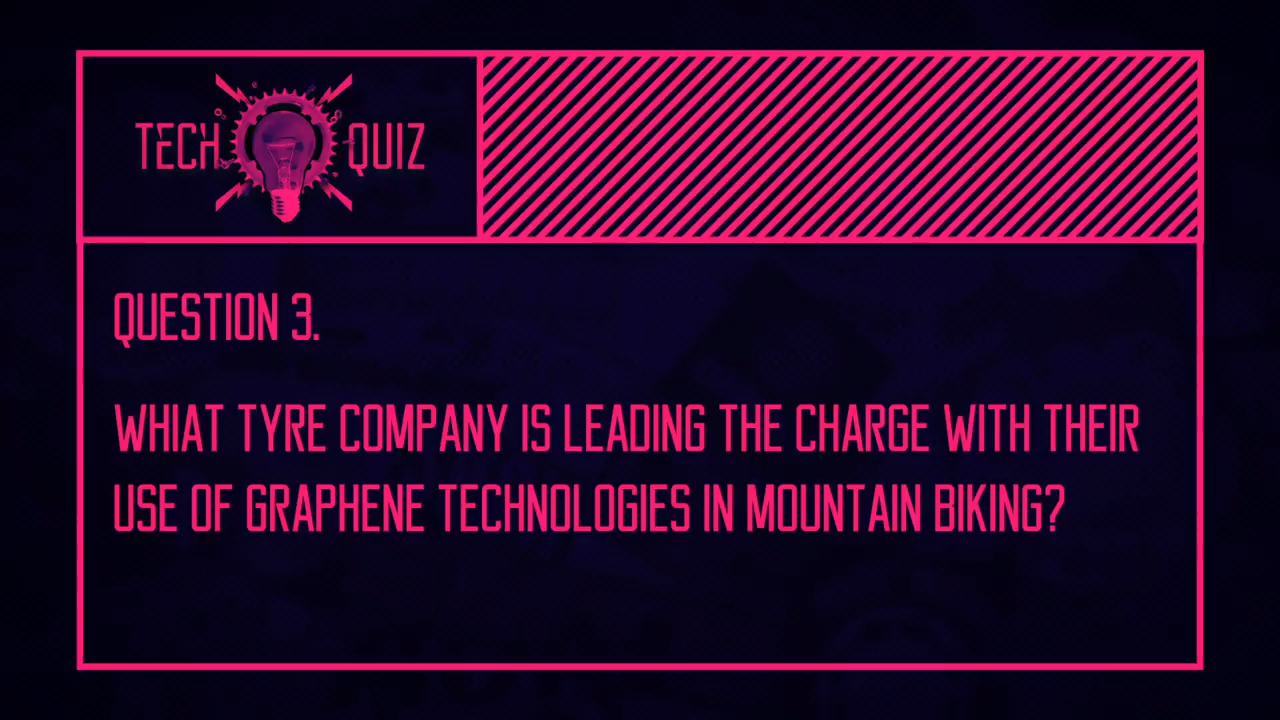 TECH QUIZ
QUESTION 3.
WHAT TYRE COMPANY IS LEADING THE CHARGE WITH THEIR
USE OF GRAPHENE TECHNOLOGIES IN MOUNTAIN BIKING?